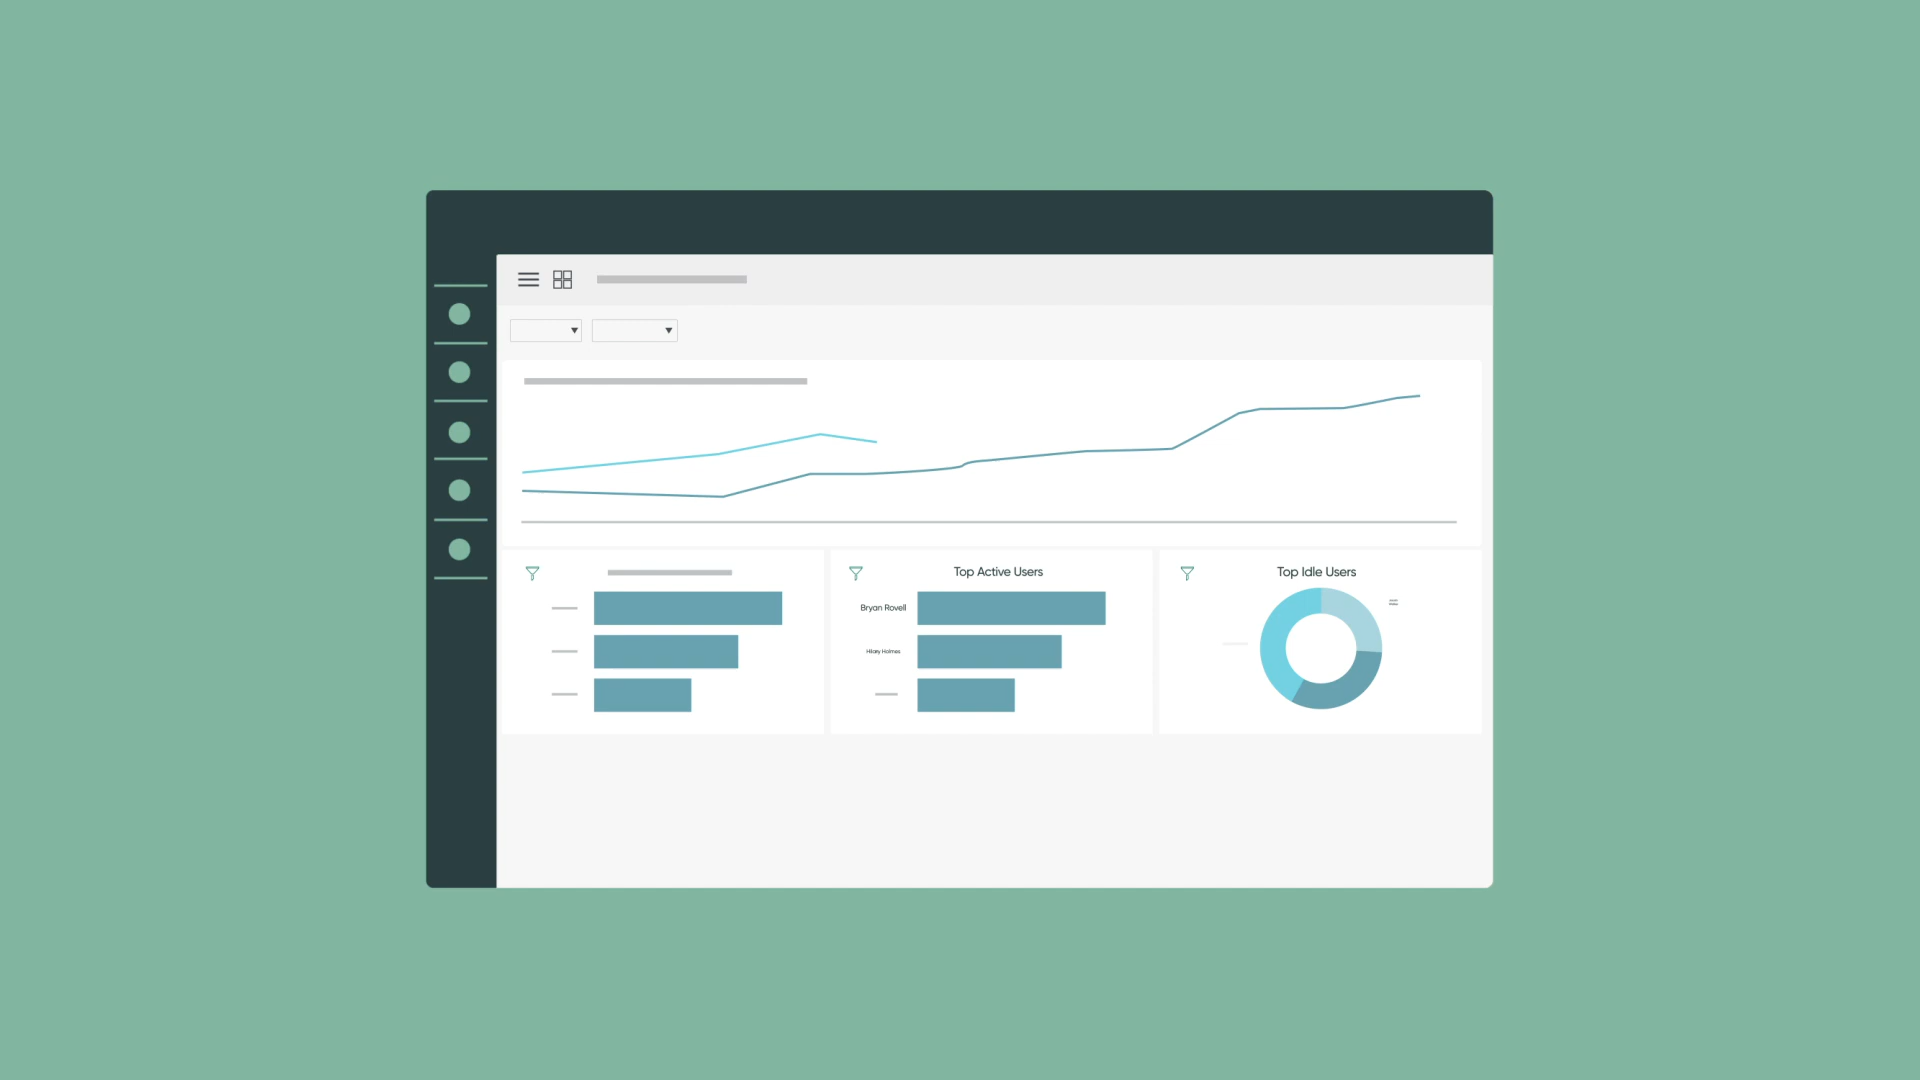 Top Active Users
Top Idle Users
Bryan Rovell
Hilary Holmes